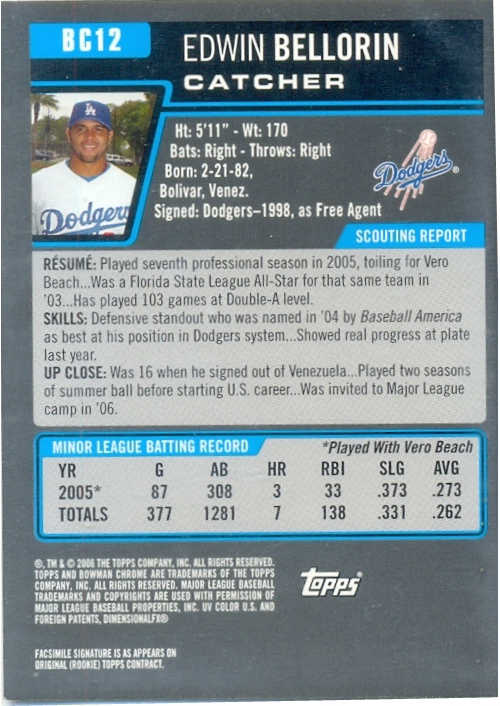 BC12
EDWIN BELLORIN
CATCHER
Ht: 5'11" - Wt: 170
Bats: Right - Throws: Right
Born: 2-21-82,
Bolivar, Venez.
Signed: Dodgers–1998, as Free Agent
Dodgers
Dodgers®
SCOUTING REPORT
RÉSUMÉ: Played seventh professional season in 2005, toiling for Vero
Beach...Was a Florida State League All-Star for that same team in
'03...Has played 103 games at Double-A level.
SKILLS: Defensive standout who was named in '04 by Baseball America
as best at his position in Dodgers system...Showed real progress at plate
last year.
UP CLOSE: Was 16 when he signed out of Venezuela...Played two seasons
of summer ball before starting U.S. career...Was invited to Major League
camp in '06.
MINOR LEAGUE BATTING RECORD *Played With Vero Beach
YR G AB HR RBI SLG AVG
2005* 87 308 3 33 .373 .273
TOTALS 377 1281 7 138 .331 .262
®, TM & © 2006 THE TOPPS COMPANY, INC. ALL RIGHTS RESERVED.
TOPPS AND BOWMAN CHROME ARE TRADEMARKS OF THE TOPPS
COMPANY, INC. ALL RIGHTS RESERVED. MAJOR LEAGUE BASEBALL
TRADEMARKS AND COPYRIGHTS ARE USED WITH PERMISSION OF
MAJOR LEAGUE BASEBALL PROPERTIES, INC. UV COLOR U.S. AND
FOREIGN PATENTS, DIMENSIONALFX®
Topps
FACSIMILE SIGNATURE IS AS APPEARS ON
ORIGINAL (ROOKIE) TOPPS CONTRACT.